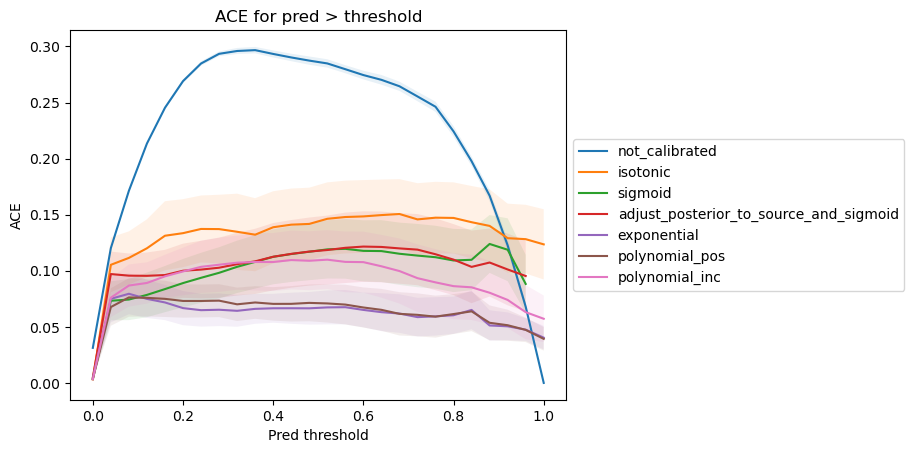 ACE for pred > threshold
ACE
0.30
0.25
0.20
0.15
0.10
0.05
0.00
0.0 0.2 0.4 0.6 0.8 1.0
Pred threshold
not_calibrated
isotonic
sigmoid
adjust_posterior_to_source_and_sigmoid
exponential
polynomial_pos
polynomial_inc